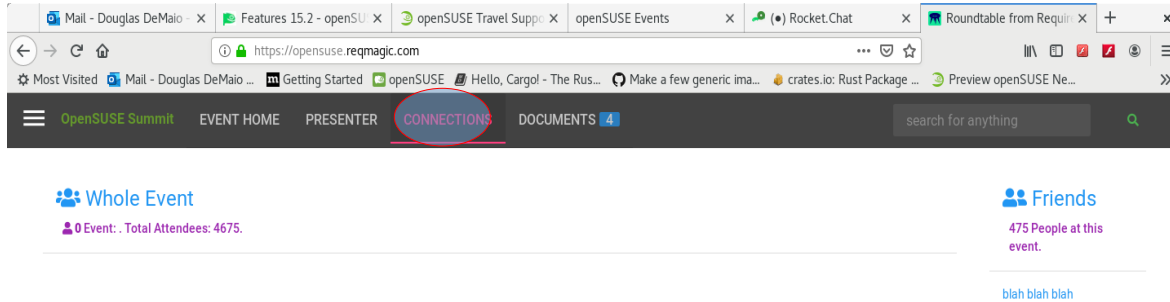 Mail - Douglas DeMaio - Features 15.2 - openSU openSUSE Travel Suppo openSUSE Events (•) Rocket.Chat Roundtable from Require
https://opensuse.reqmagic.com
Most Visited Mail - Douglas DeMaio ... Getting Started openSUSE Hello, Cargo! - The Rus... Make a few generic ima... crates.io: Rust Package ... Preview openSUSE Ne...
OpenSUSE Summit EVENT HOME PRESENTER CONNECTIONS DOCUMENTS 4 search for anything
Whole Event
0 Event: . Total Attendees: 4675.
Friends
475 People at this
event.
blah blah blah